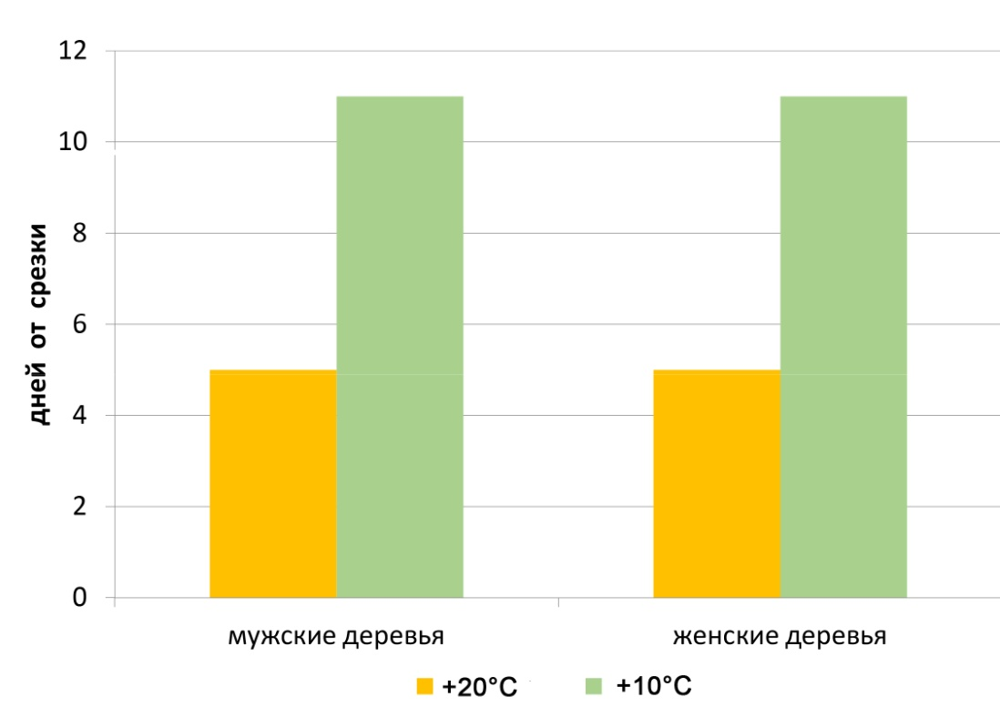 12
10
8
6
4
2
0
дней от срезки
мужские деревья
женские деревья
+20°C
+10°C